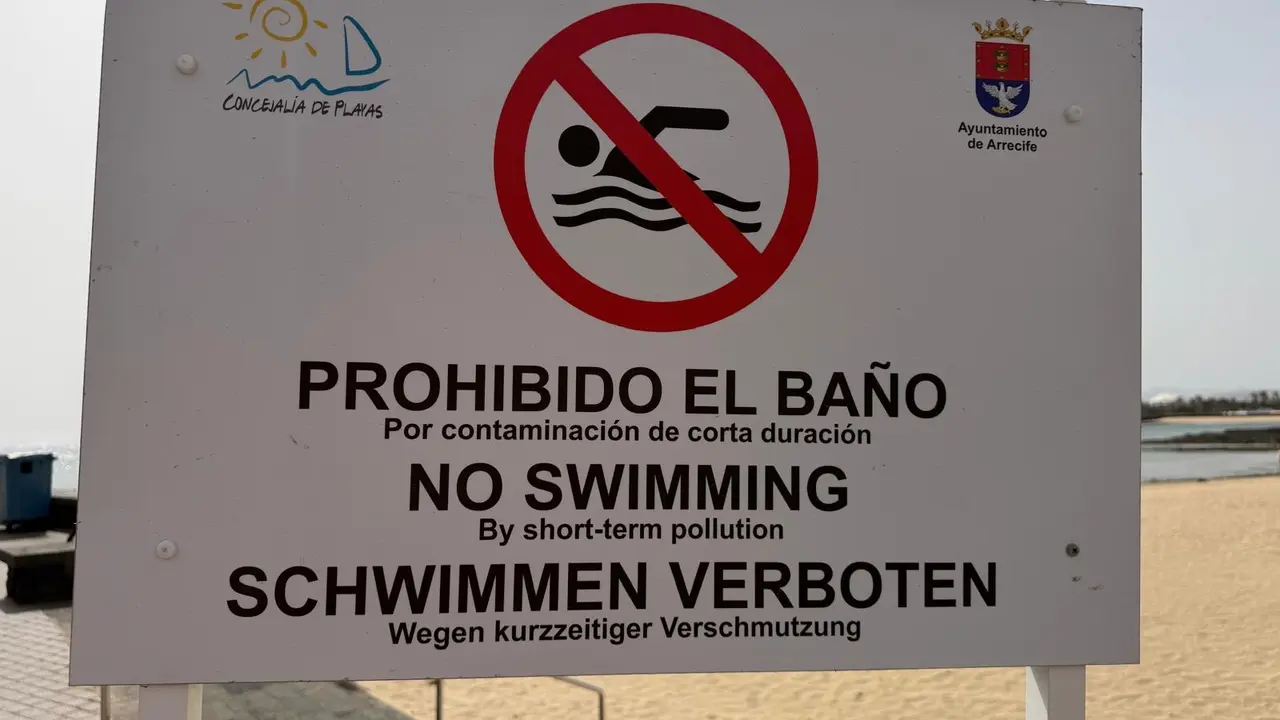 CONCEJALÍA DE PLAYAS
Ayuntamiento
de Arrecife
PROHIBIDO EL BAÑO
Por contaminación de corta duración
NO SWIMMING
By short-term pollution
SCHWIMMEN VERBOTEN
Wegen kurzzeitiger Verschmutzung